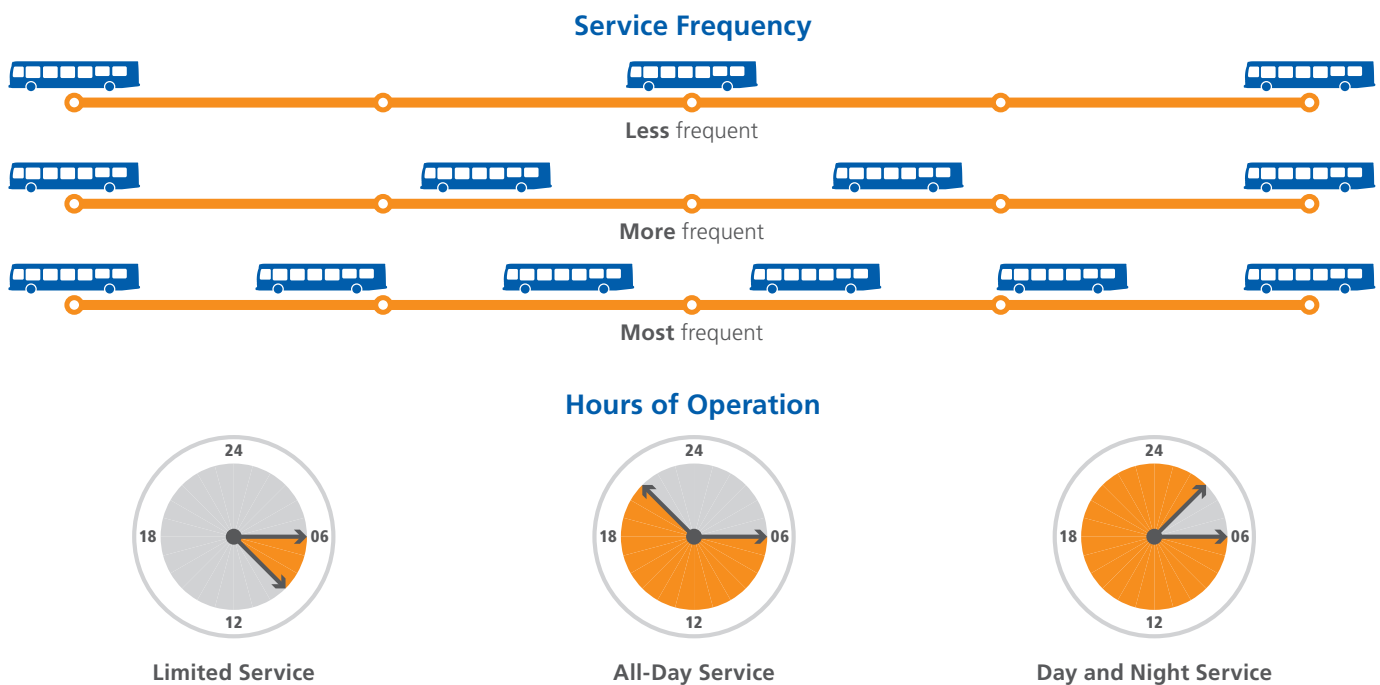 Service Frequency
Less frequent
More frequent
Most frequent
Hours of Operation
24
18
06
12
Limited Service
24
18
06
12
All-Day Service
24
18
06
12
Day and Night Service